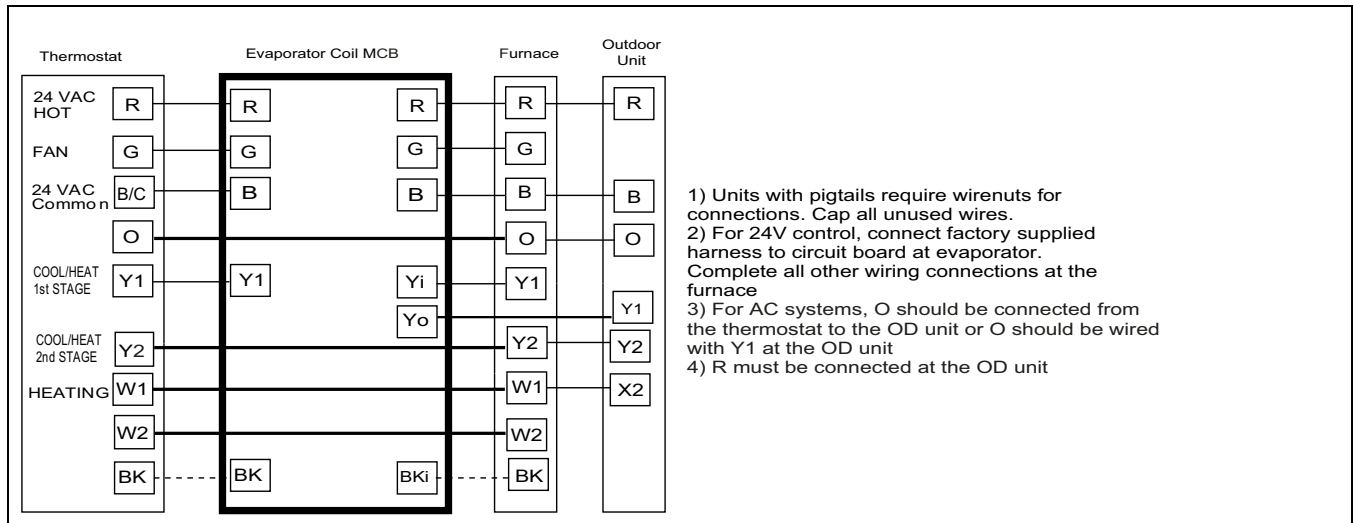 Thermostat Evaporator Coil MCB Furnace Outdoor Unit
24 VAC HOT R R R R R
FAN G G G G
24 VAC Common B/C B B B B
O O O
COOL/HEAT 1st STAGE Y1 Y1 Yi Y1
Yo Y1
COOL/HEAT 2nd STAGE Y2 Y2 Y2
HEATING W1 W1 X2
W2 W2
BK BK BKi BK
1) Units with pigtails require wirenuts for
connections. Cap all unused wires.
2) For 24V control, connect factory supplied
harness to circuit board at evaporator.
Complete all other wiring connections at the
furnace
3) For AC systems, O should be connected from
the thermostat to the OD unit or O should be wired
with Y1 at the OD unit
4) R must be connected at the OD unit